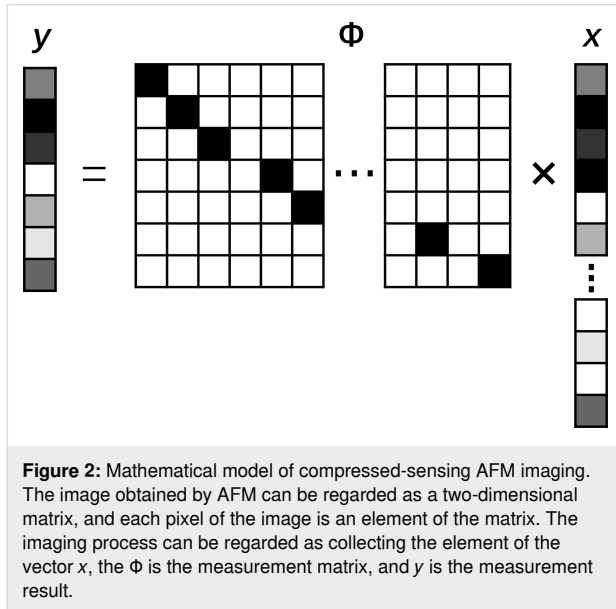 y Φ x
= ··· ×
⋮
Figure 2: Mathematical model of compressed-sensing AFM imaging.
The image obtained by AFM can be regarded as a two-dimensional
matrix, and each pixel of the image is an element of the matrix. The
imaging process can be regarded as collecting the element of the
vector x, the Φ is the measurement matrix, and y is the measurement
result.